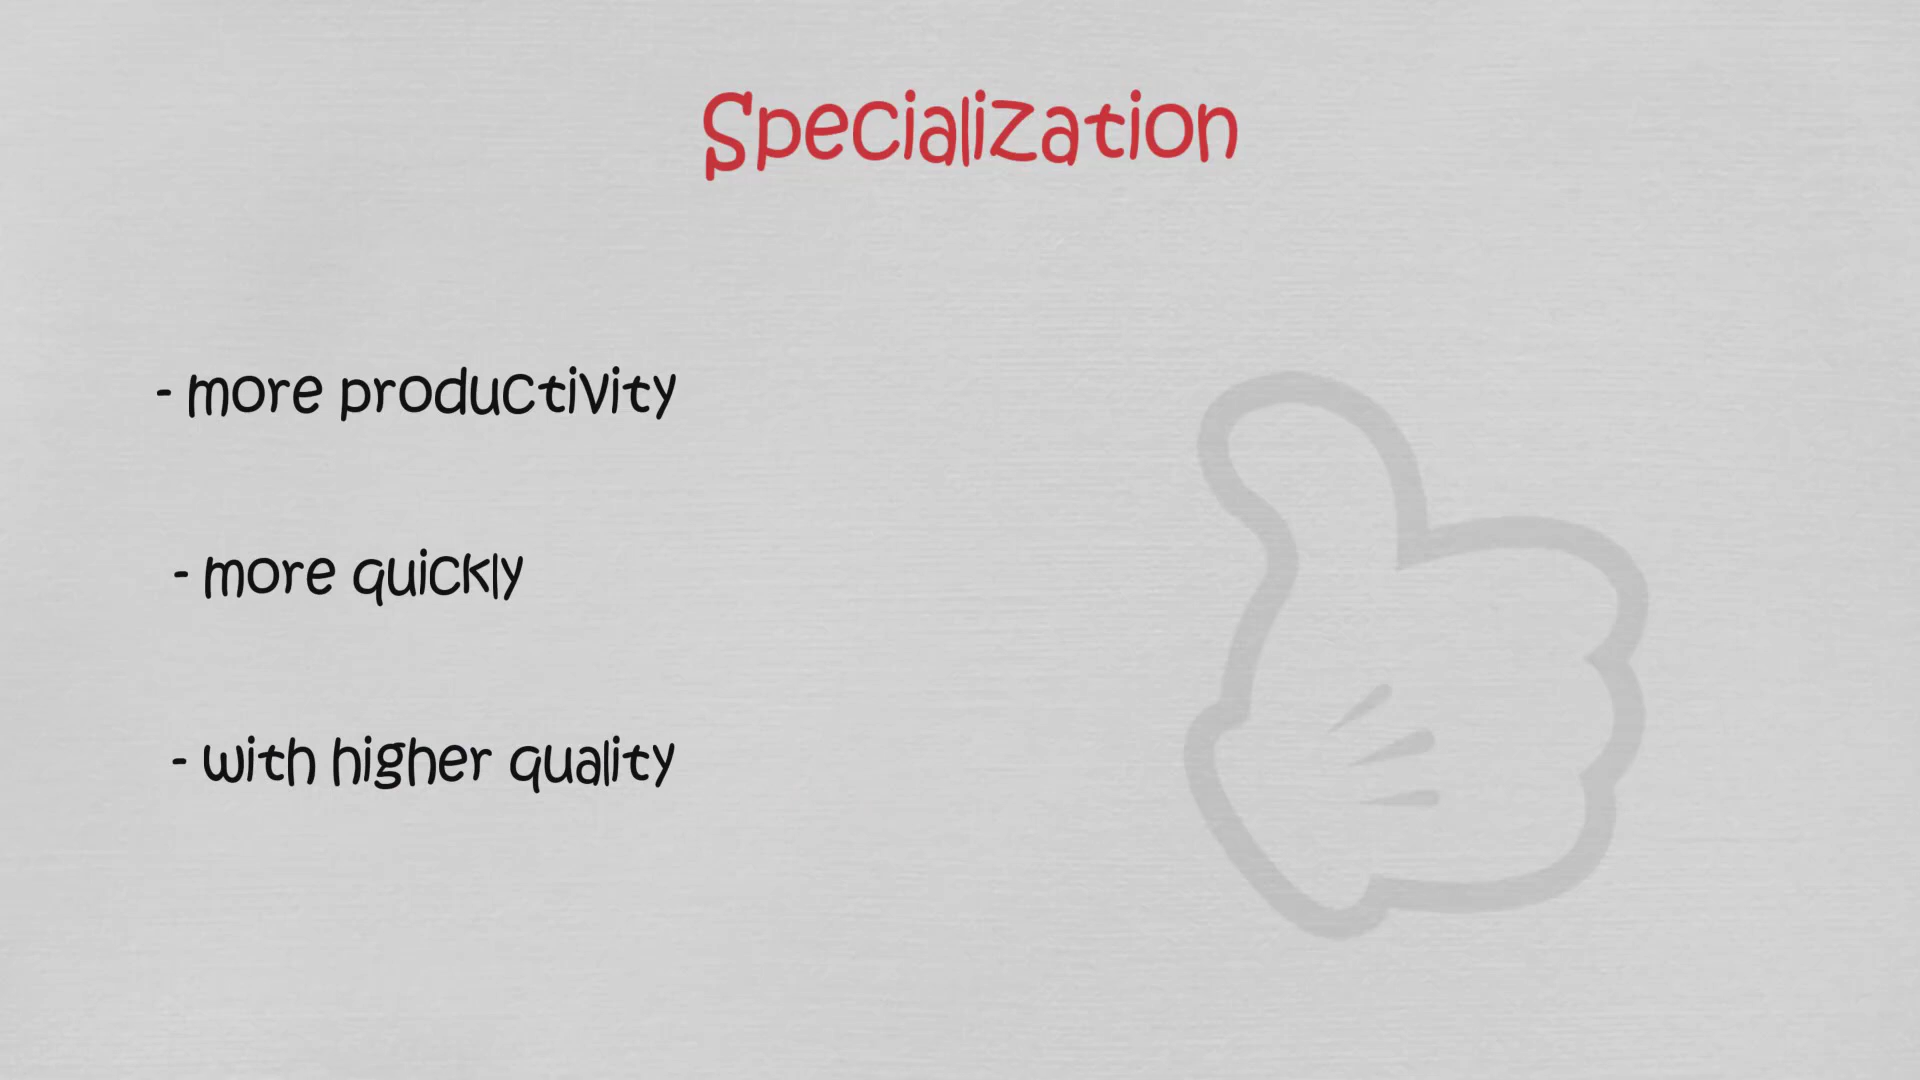 Specialization
- more productivity
- more quickly
- with higher quality